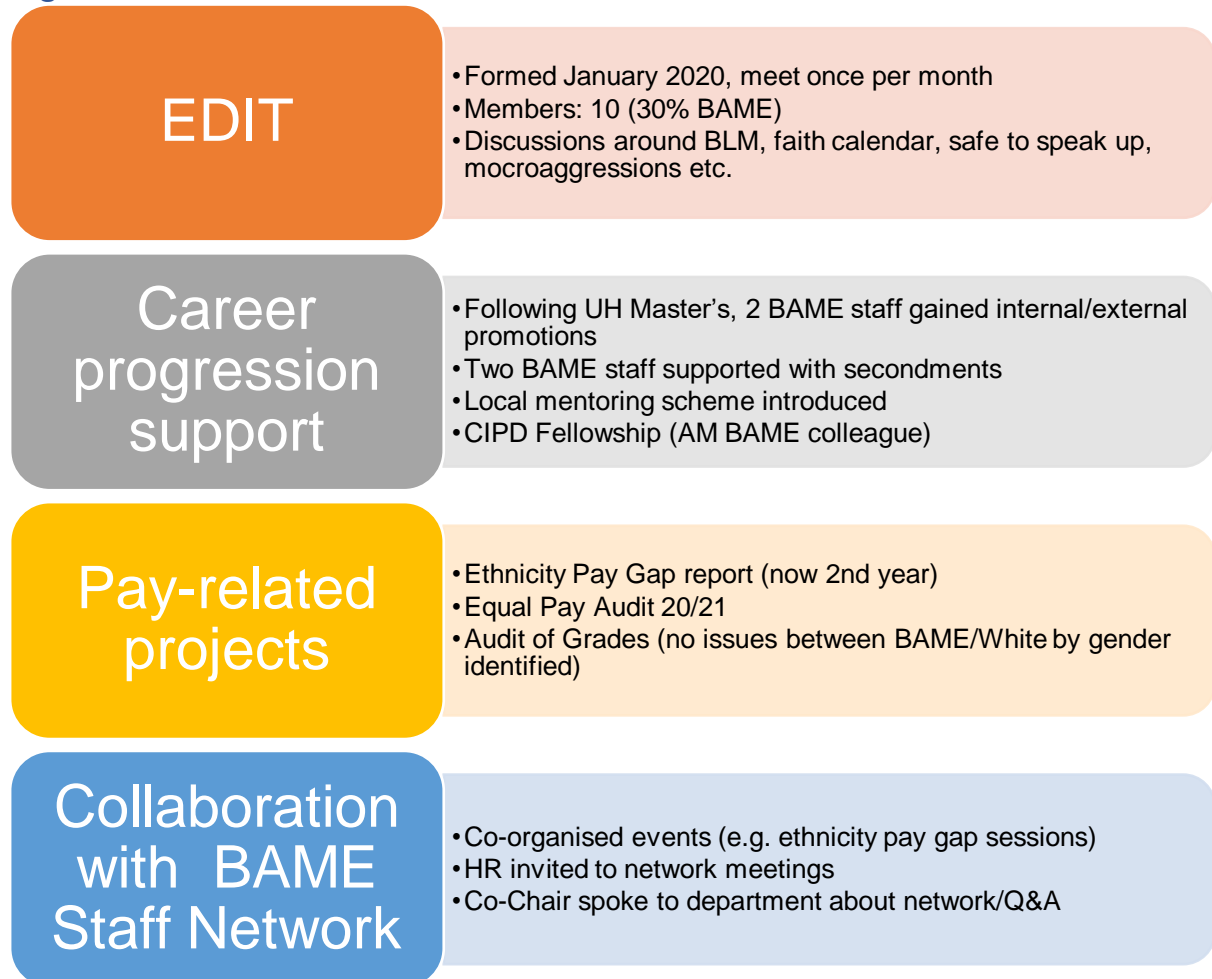 EDIT
•Formed January 2020, meet once per month
•Members: 10 (30% BAME)
•Discussions around BLM, faith calendar, safe to speak up,
mocroaggressions etc.
Career
progression
support
•Following UH Master’s, 2 BAME staff gained internal/external
promotions
•Two BAME staff supported with secondments
•Local mentoring scheme introduced
•CIPD Fellowship (AM BAME colleague)
Pay-related
projects
•Ethnicity Pay Gap report (now 2nd year)
•Equal Pay Audit 20/21
•Audit of Grades (no issues between BAME/White by gender
identified)
Collaboration
with BAME
Staff Network
•Co-organised events (e.g. ethnicity pay gap sessions)
•HR invited to network meetings
•Co-Chair spoke to department about network/Q&A